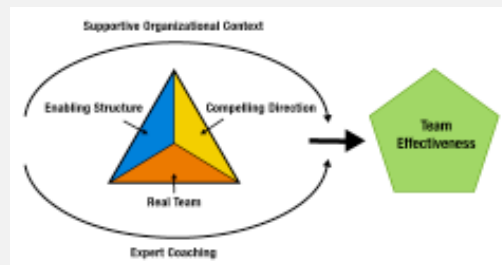 Supportive Organizational Context
Enabling Structure
Compelling Direction
Real Team
Expert Coaching
Team
Effectiveness